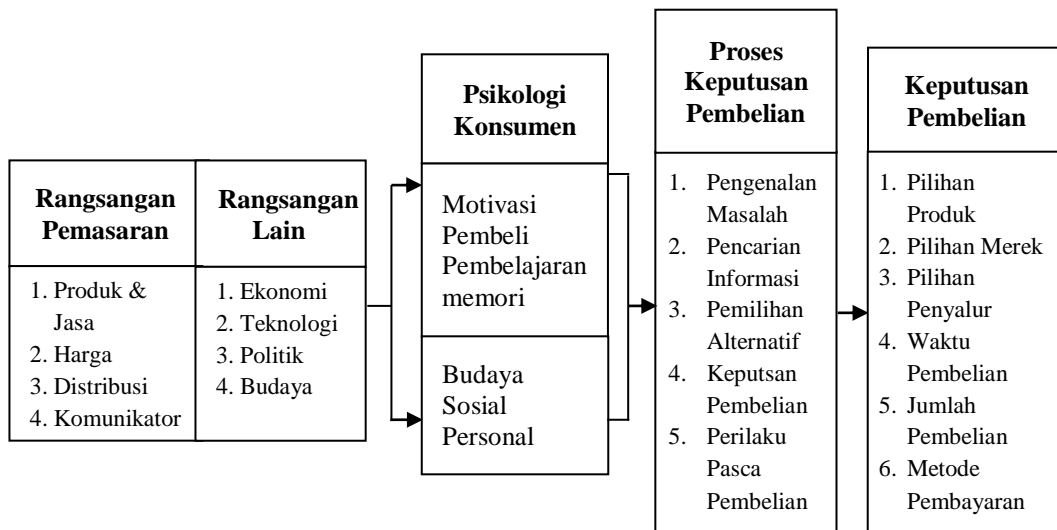 Rangsangan
Pemasaran
1. Produk &
Jasa
2. Harga
3. Distribusi
4. Komunikator
Rangsangan
Lain
1. Ekonomi
2. Teknologi
3. Politik
4. Budaya
Psikologi
Konsumen
Motivasi
Pembeli
Pembelajaran
memori
Budaya
Sosial
Personal
Proses
Keputusan
Pembelian
1. Pengenalan
Masalah
2. Pencarian
Informasi
3. Pemilihan
Alternatif
4. Keputsan
Pembelian
5. Perilaku
Pasca
Pembelian
Keputusan
Pembelian
1. Pilihan
Produk
2. Pilihan Merek
3. Pilihan
Penyalur
4. Waktu
Pembelian
5. Jumlah
Pembelian
6. Metode
Pembayaran